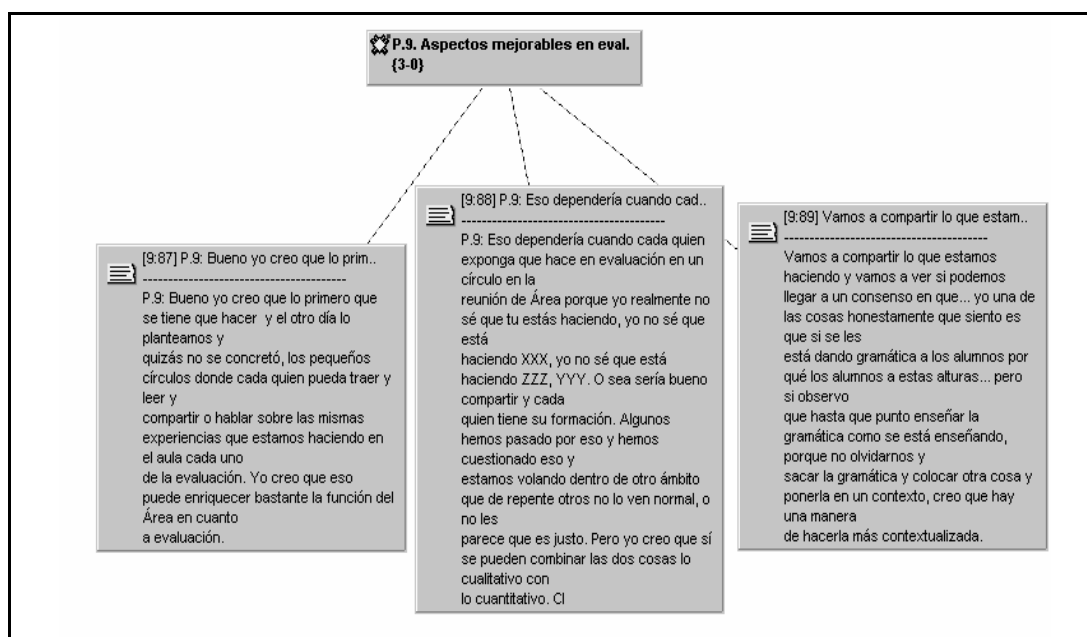 P.9. Aspectos mejorables en eval.
{3-0}
[9:87] P.9: Bueno yo creo que lo prim..
----------------------------------------
P.9: Bueno yo creo que lo primero que
se tiene que hacer y el otro día lo
planteamos y
quizás no se concretó, los pequeños
círculos donde cada quien pueda traer y
leer y
compartir o hablar sobre las mismas
experiencias que estamos haciendo en
el aula cada uno
de la evaluación. Yo creo que eso
puede enriquecer bastante la función del
Área en cuanto
a evaluación.
[9:88] P.9: Eso dependería cuando cad..
----------------------------------------
P.9: Eso dependería cuando cada quien
exponga que hace en evaluación en un
círculo en la
reunión de Área porque yo realmente no
sé que tu estás haciendo, yo no sé que
está
haciendo XXX, yo no sé que está
haciendo ZZZ, YYY. O sea sería bueno
compartir y cada
quien tiene su formación. Algunos
hemos pasado por eso y hemos
cuestionado eso y
estamos volando dentro de otro ámbito
que de repente otros no lo ven normal, o
no les
parece que es justo. Pero yo creo que sí
se pueden combinar las dos cosas lo
cualitativo con
lo cuantitativo. Cl
[9:89] Vamos a compartir lo que estam..
----------------------------------------
Vamos a compartir lo que estamos
haciendo y vamos a ver si podemos
llegar a un consenso en que... yo una de
las cosas honestamente que siento es
que si se les
está dando gramática a los alumnos por
qué los alumnos a estas alturas... pero
si observo
que hasta que punto enseñar la
gramática como se está enseñando,
porque no olvidarnos y
sacar la gramática y colocar otra cosa y
ponerla en un contexto, creo que hay
una manera
de hacerla más contextualizada.